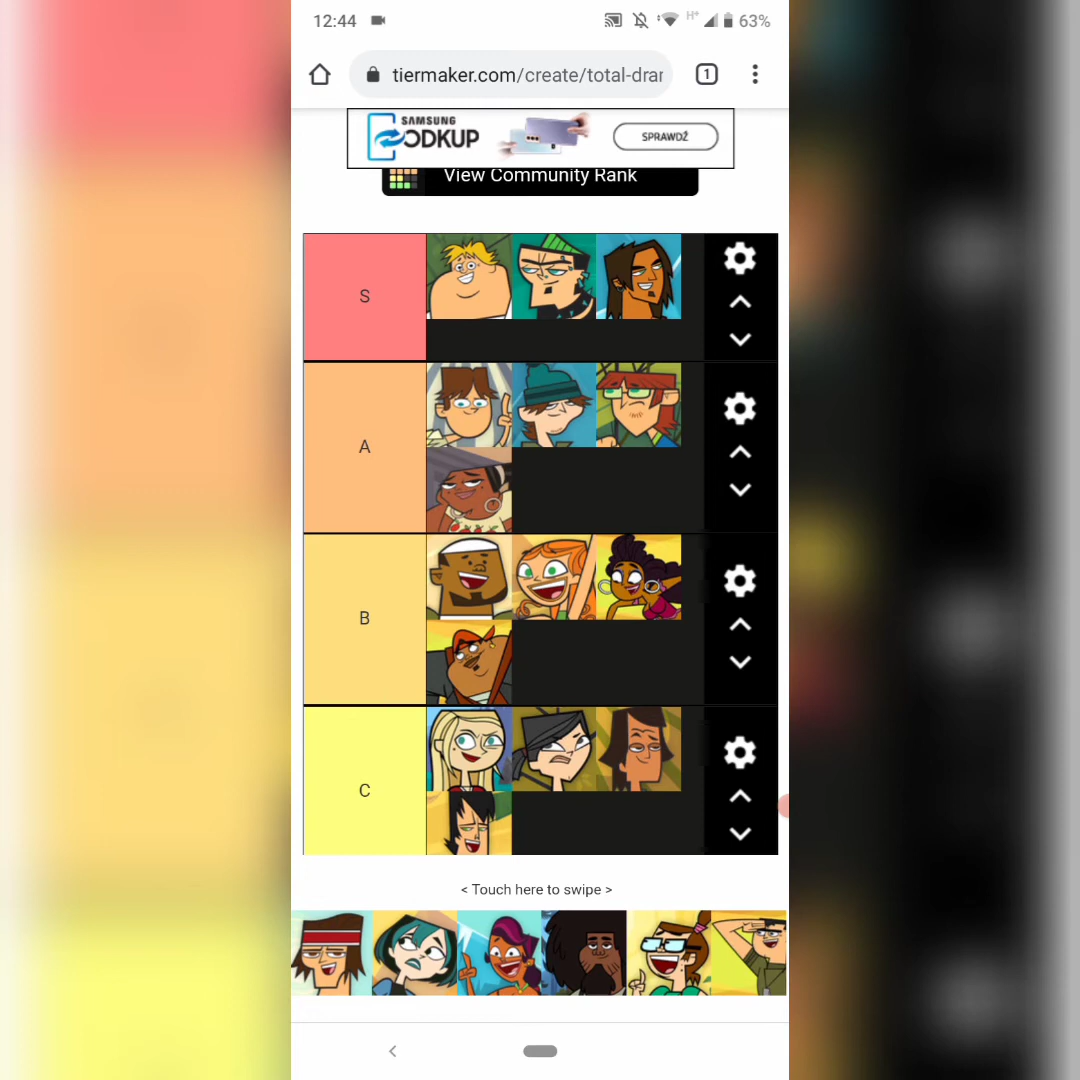 12:44
H+
63%
tiermaker.com/create/total-drar
1
SAMSUNG
ODKUP
SPRAWDŹ
View Community Rank
S
A
B
C
< Touch here to swipe >